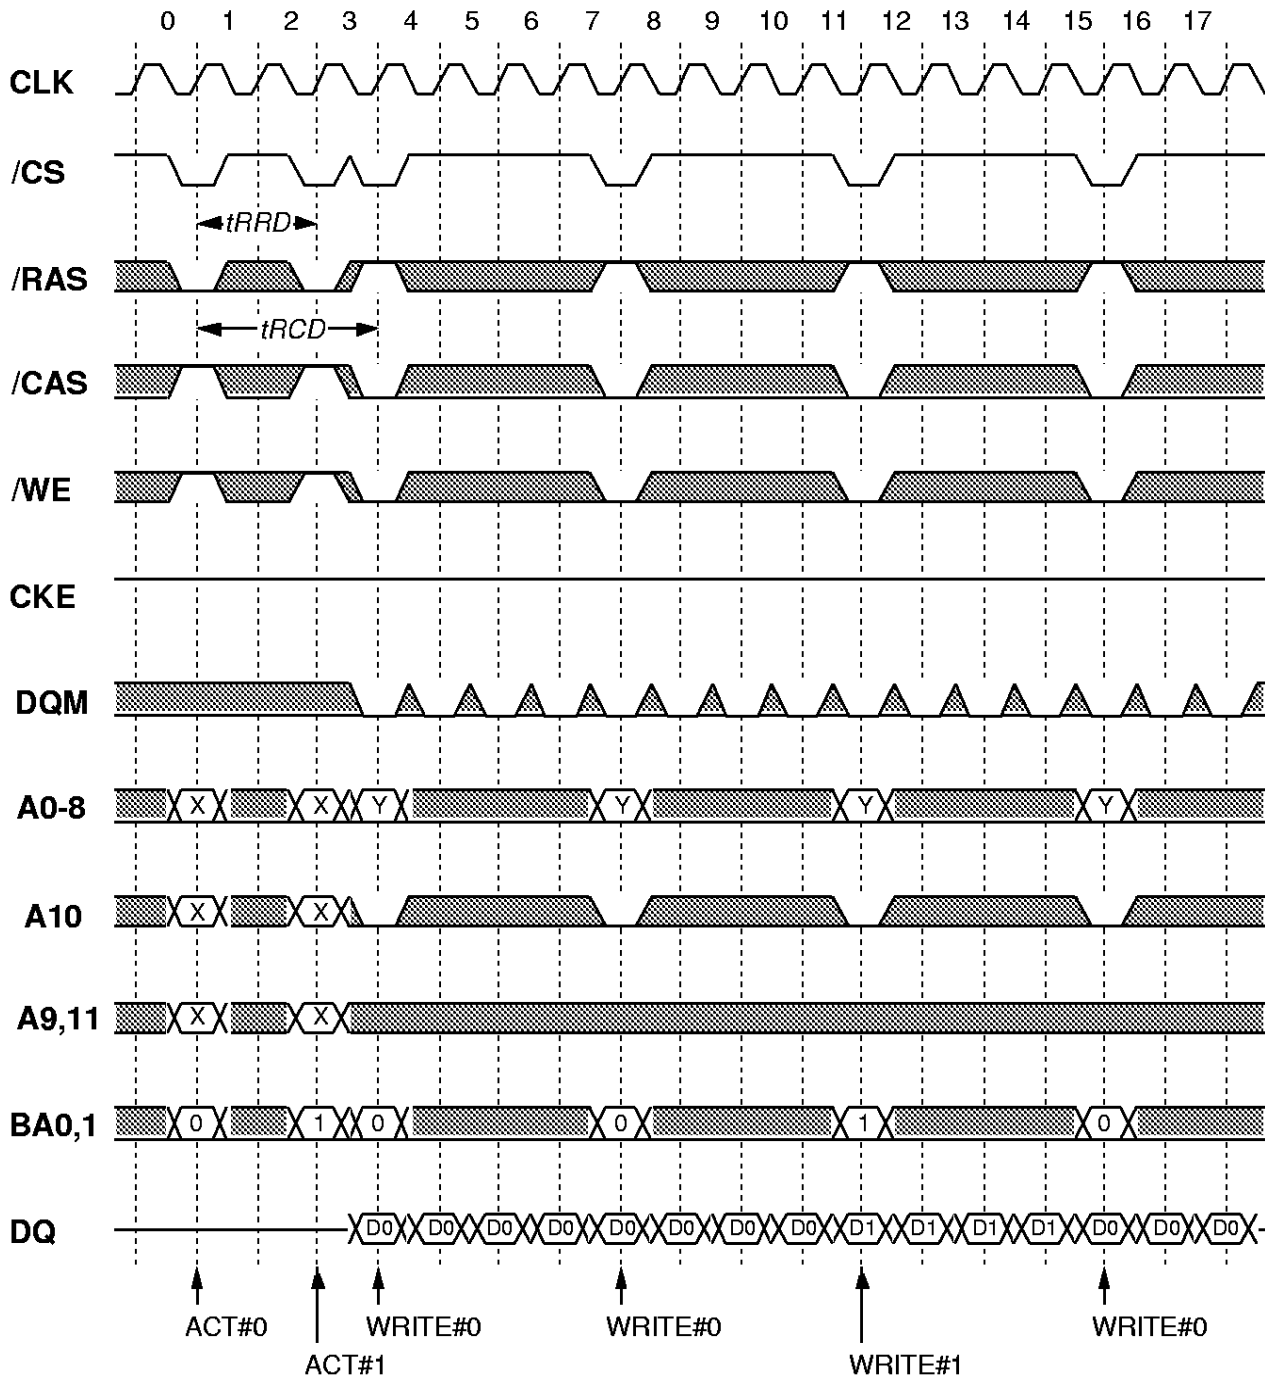 0 1 2 3 4 5 6 7 8 9 10 11 12 13 14 15 16 17
CLK
/CS
tRRD
/RAS
tRCD
/CAS
/WE
CKE
DQM
A0-8 X X Y Y Y Y
A10 X X
A9,11 X X
BA0,1 0 1 0 0 1 0
DQ D0 D0 D0 D0 D0 D0 D0 D0 D1 D1 D1 D1 D0 D0 D0
ACT#0 WRITE#0 WRITE#0 WRITE#0
ACT#1 WRITE#1